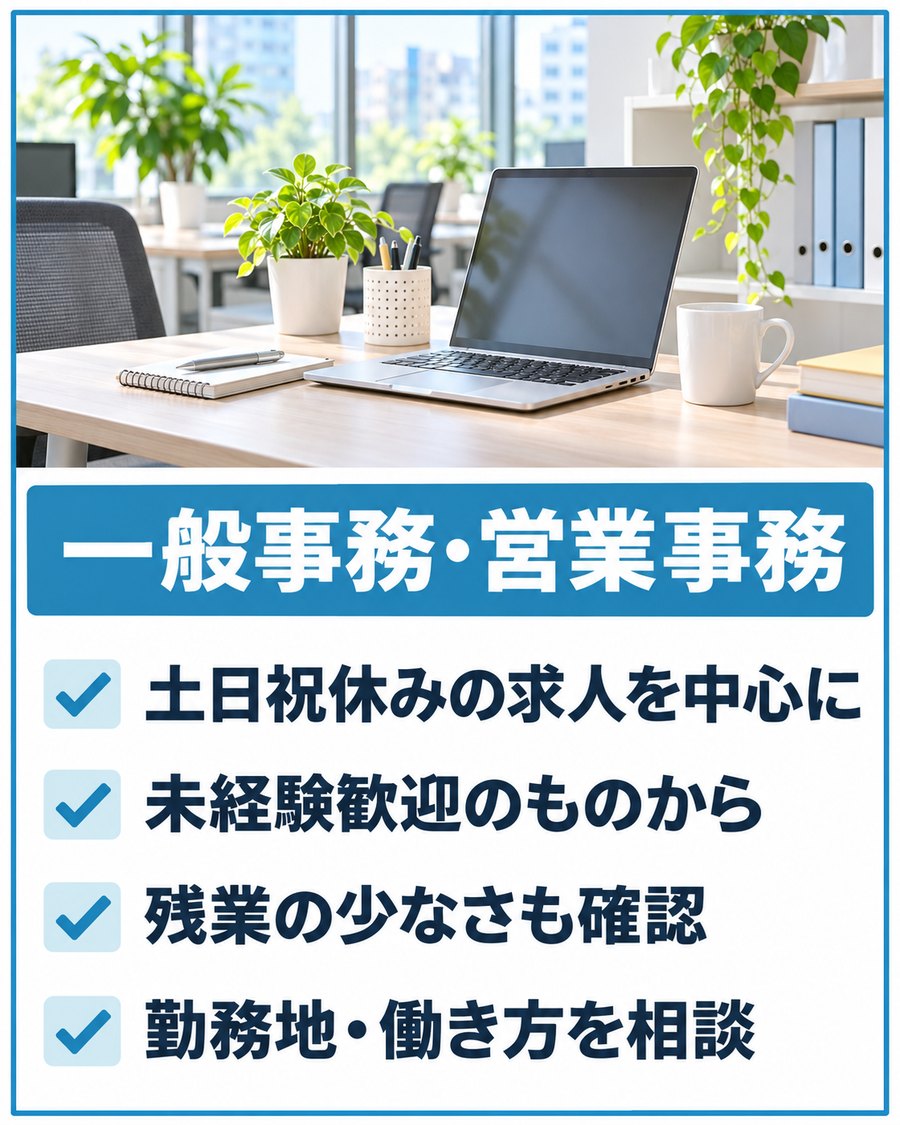 一般事務・営業事務
土日祝休みの求人を中心に
未経験歓迎のものから
残業の少なさも確認
勤務地・働き方を相談